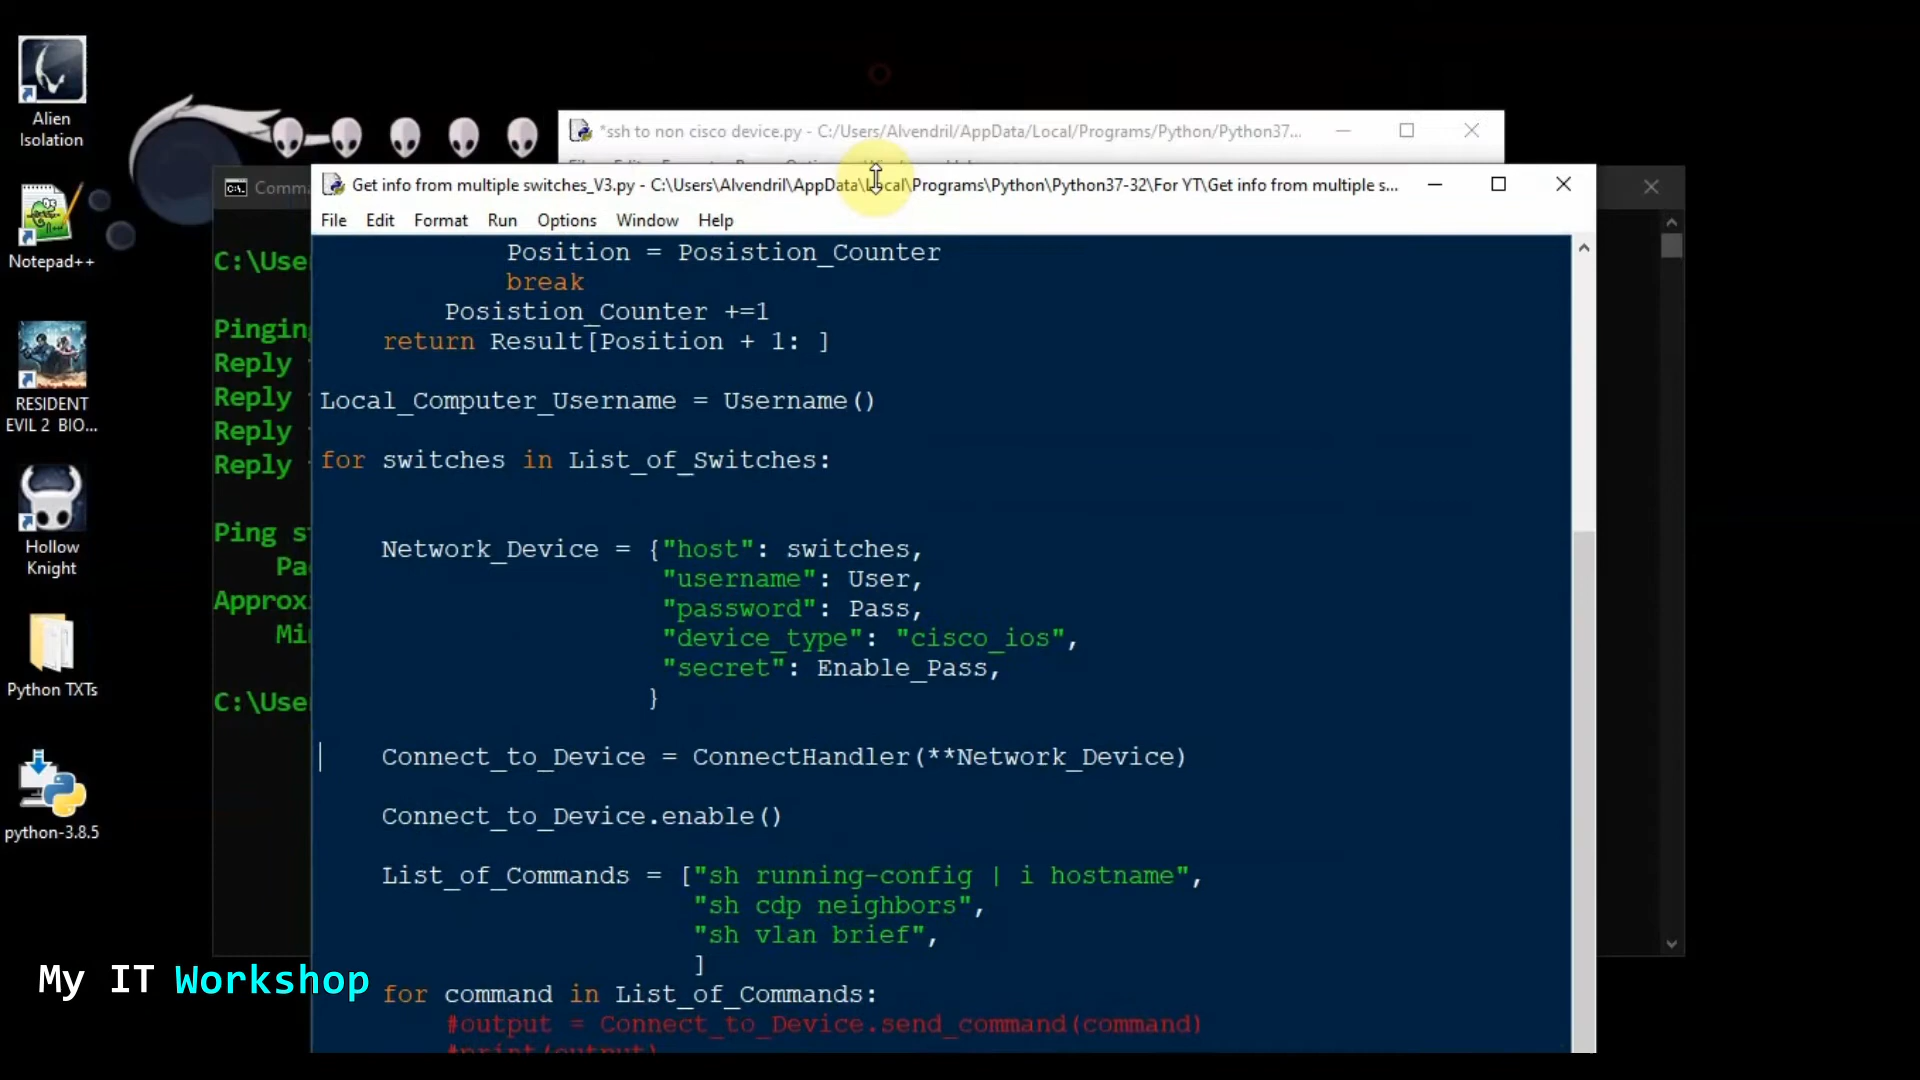 Alien
Isolation
Notepad++
RESIDENT
EVIL 2 BIO...
Hollow
Knight
Python TXTs
python-3.8.5
*ssh to non cisco device.py - C:/Users/Alvendril/AppData/Local/Programs/Python/Python37...
Comma
C:\Use
Pinging
Reply
Reply
Reply
Reply
Ping s
Pa
Approxi
Min
C:\Use
Get info from multiple switches_V3.py - C:\Users\Alvendril\AppData\Local\Programs\Python\Python37-32\For YT\Get info from multiple s...
File Edit Format Run Options Window Help
Position = Posistion_Counter
break
Posistion_Counter +=1
return Result[Position + 1: ]
Local_Computer_Username = Username()
for switches in List_of_Switches:
Network_Device = {"host": switches,
"username": User,
"password": Pass,
"device_type": "cisco_ios",
"secret": Enable_Pass,
}
Connect_to_Device = ConnectHandler(**Network_Device)
Connect_to_Device.enable()
List_of_Commands = ["sh running-config | i hostname",
"sh cdp neighbors",
"sh vlan brief",
]
for command in List_of_Commands:
#output = Connect_to_Device.send_command(command)
#print(output)
My IT Workshop